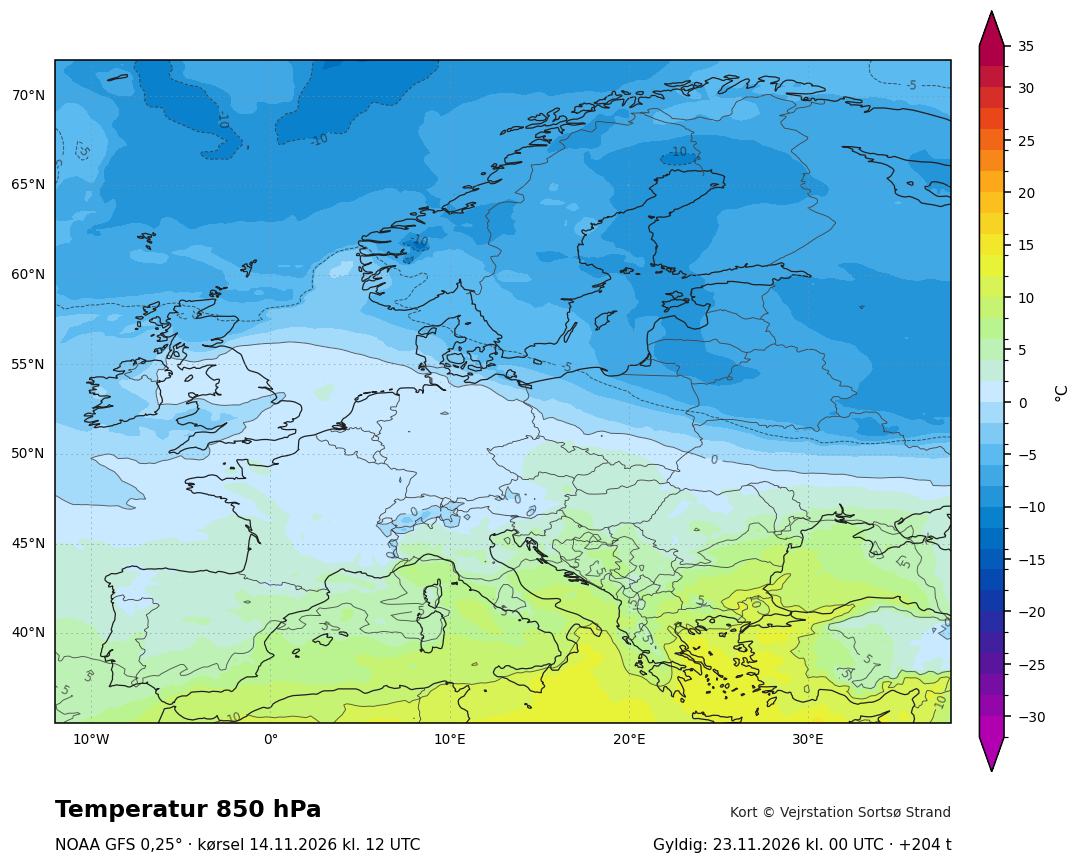 35
30
25
20
15
10
5
0
−5
−10
−15
−20
−25
−30
°C
70°N
65°N
60°N
55°N
50°N
45°N
40°N
10°W
0°
10°E
20°E
30°E
Temperatur 850 hPa
Kort © Vejrstation Sortsø Strand
NOAA GFS 0,25° · kørsel 14.11.2026 kl. 12 UTC
Gyldig: 23.11.2026 kl. 00 UTC · +204 t